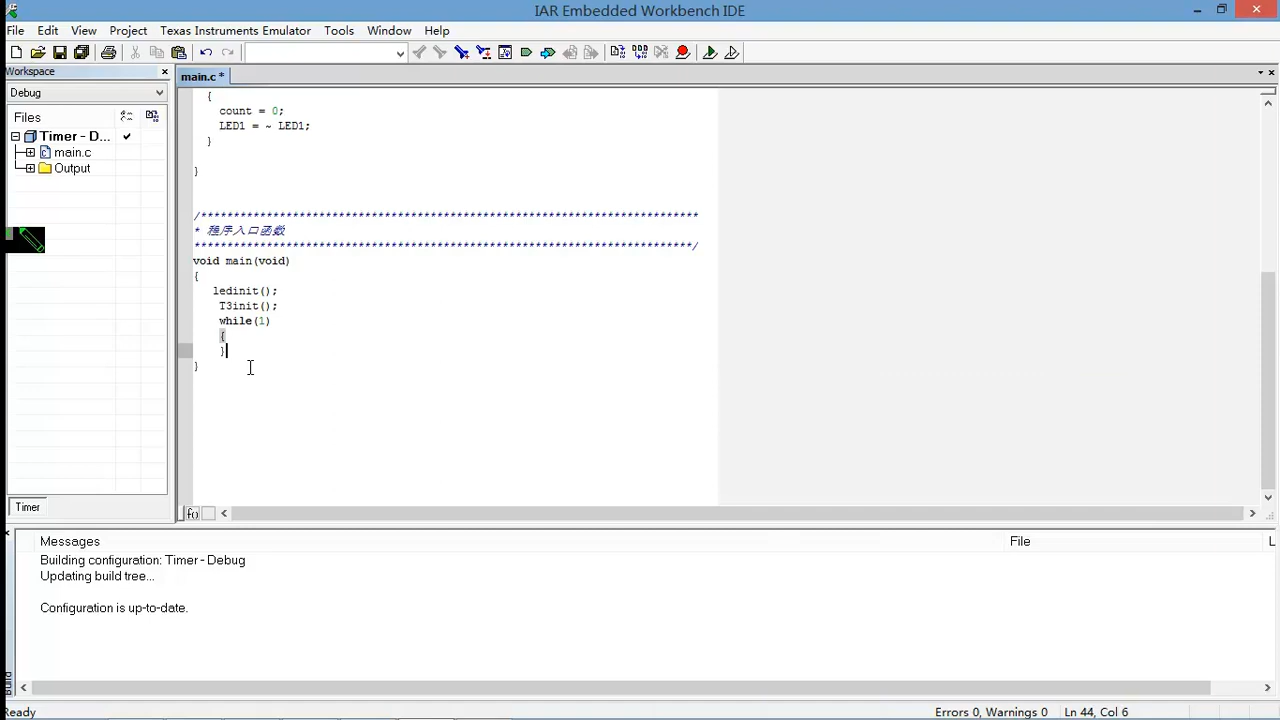 IAR Embedded Workbench IDE
File Edit View Project Texas Instruments Emulator Tools Window Help
Workspace
main.c *
Debug
Files
Timer - D...
main.c
Output
Timer
{
count = 0;
LED1 = ~ LED1;
}
}
/****************************************************************************
* 程序入口函数
****************************************************************************/
void main(void)
{
ledinit();
T3init();
while(1)
{
}
}
Messages File L
Building configuration: Timer - Debug
Updating build tree...
Configuration is up-to-date.
Build
Ready Errors 0, Warnings 0 Ln 44, Col 6